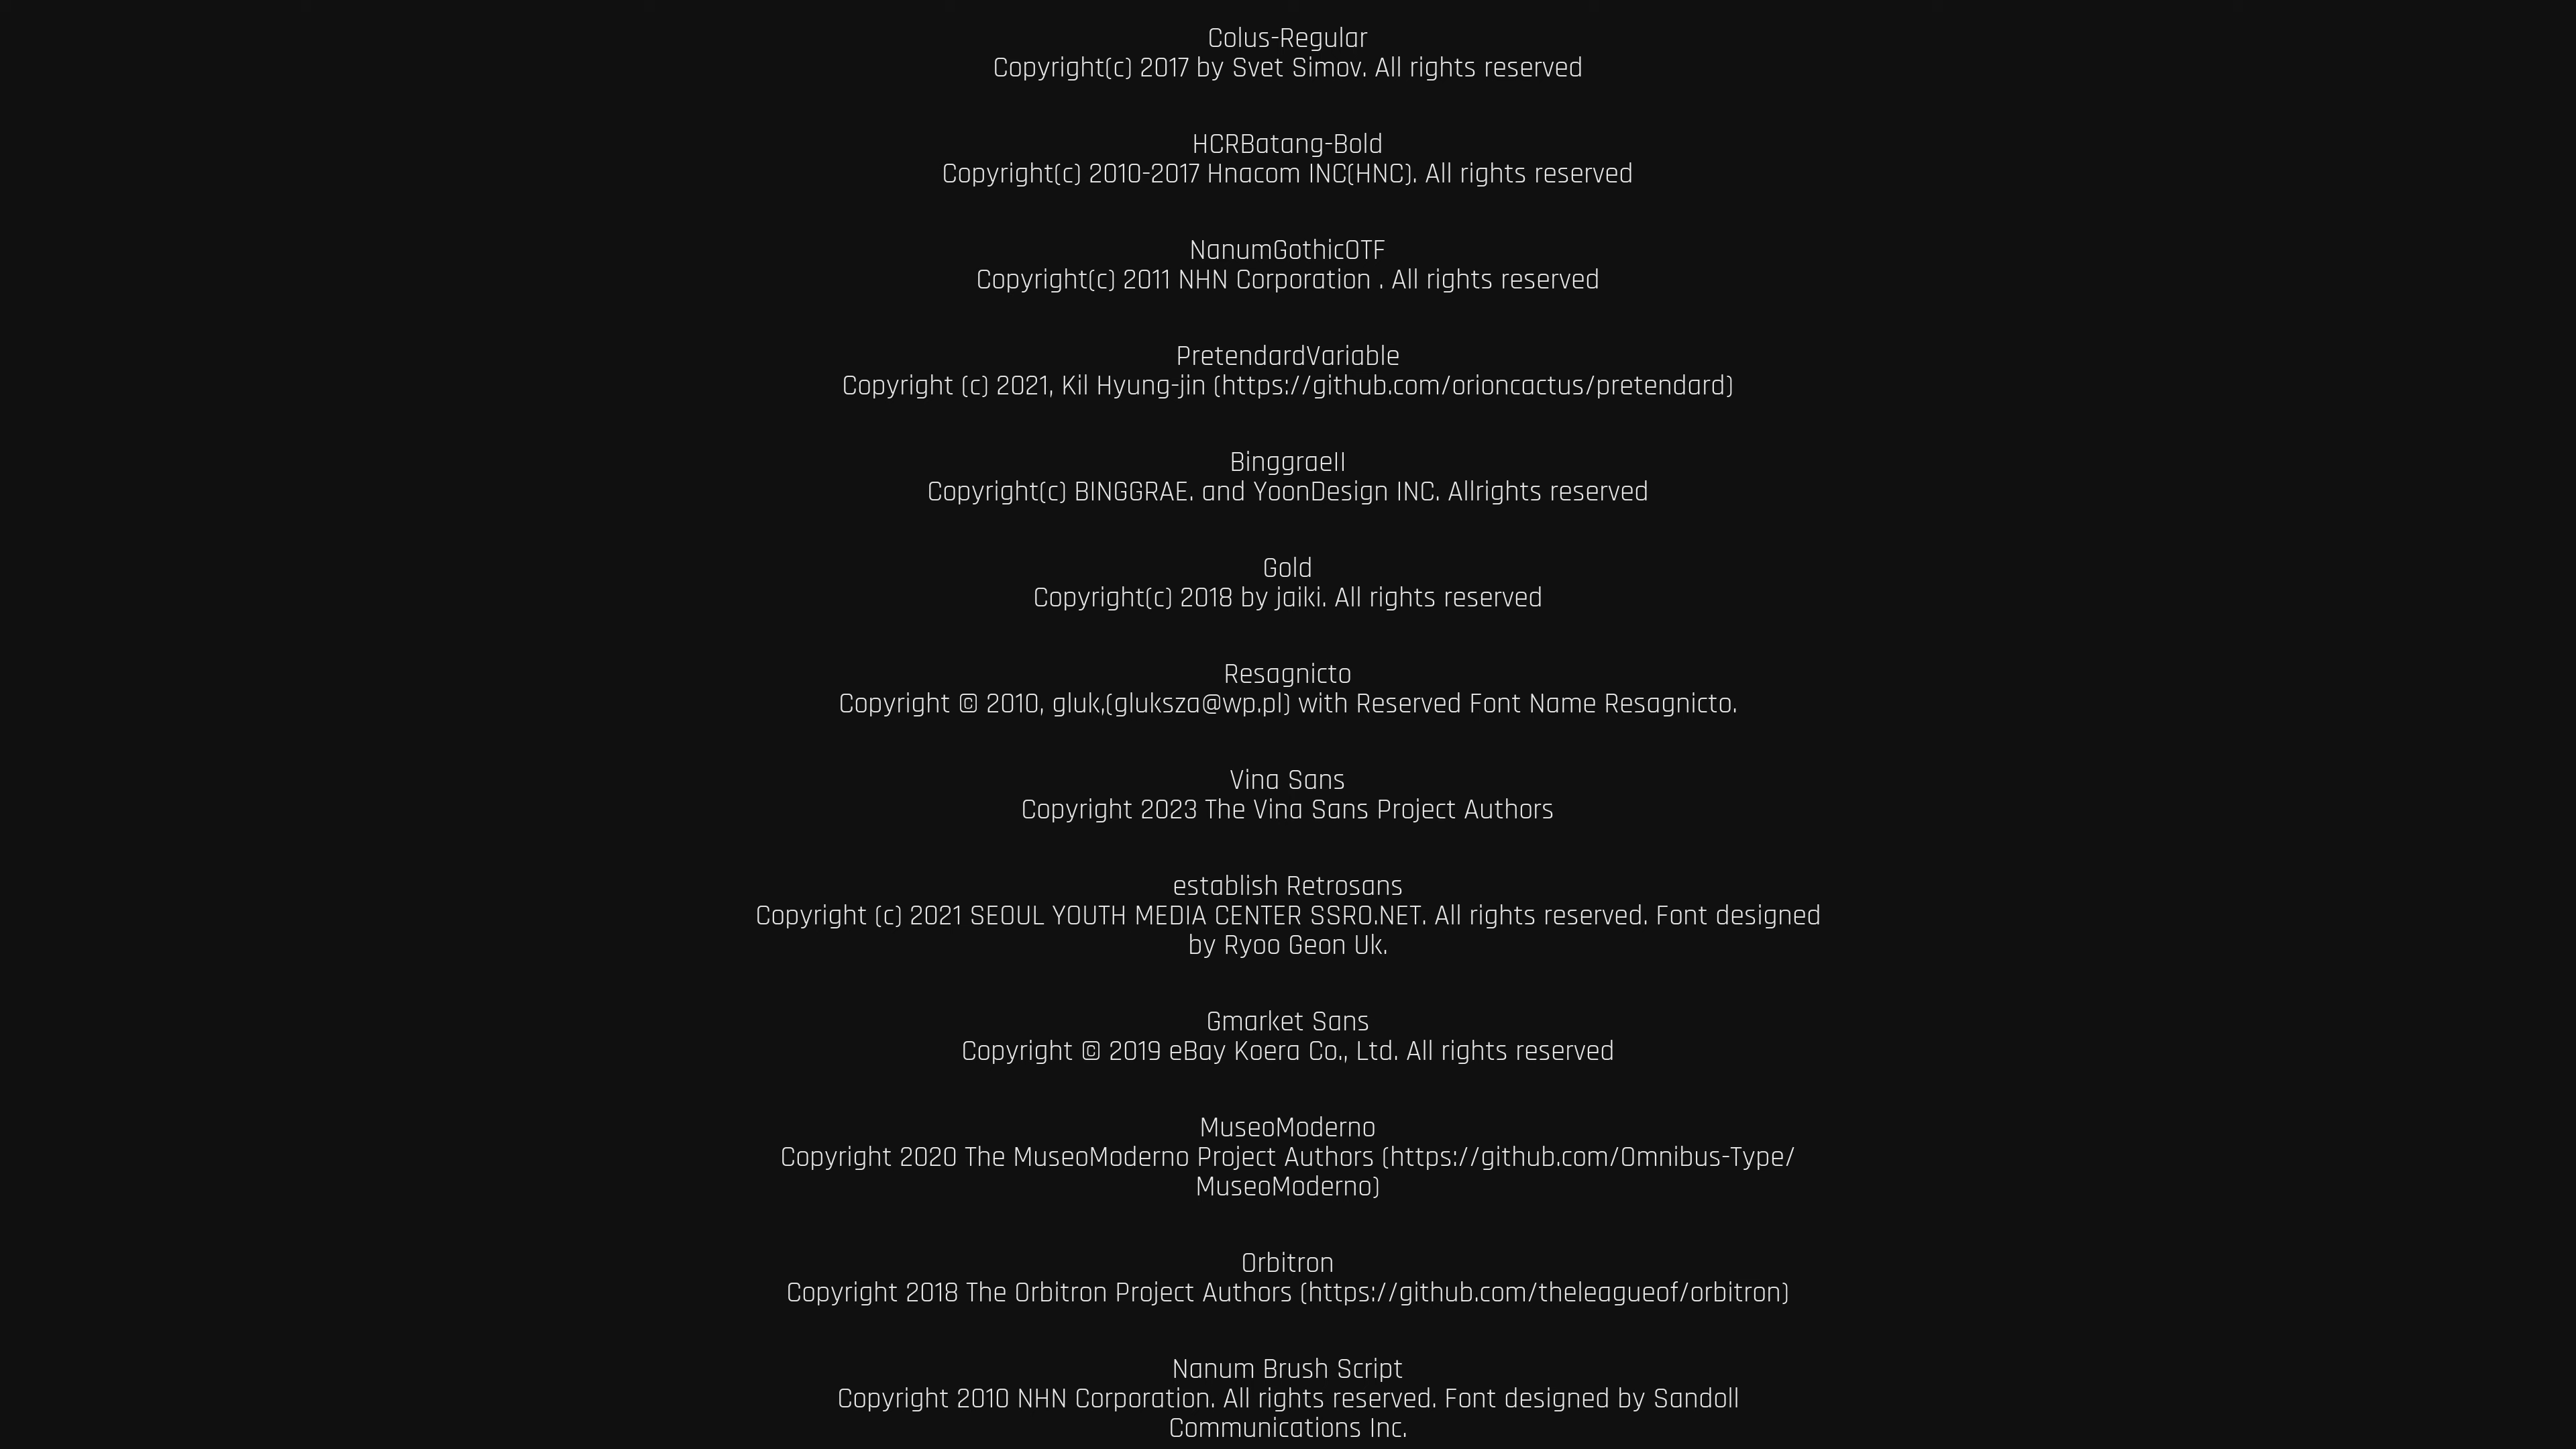 Colus-Regular
Copyright(c) 2017 by Svet Simov. All rights reserved
HCRBatang-Bold
Copyright(c) 2010-2017 Hnacom INC(HNC). All rights reserved
NanumGothicOTF
Copyright(c) 2011 NHN Corporation . All rights reserved
PretendardVariable
Copyright (c) 2021, Kil Hyung-jin (https://github.com/orioncactus/pretendard)
BinggraeII
Copyright(c) BINGGRAE. and YoonDesign INC. Allrights reserved
Gold
Copyright(c) 2018 by jaiki. All rights reserved
Resagnicto
Copyright © 2010, gluk,(gluksza@wp.pl) with Reserved Font Name Resagnicto.
Vina Sans
Copyright 2023 The Vina Sans Project Authors
establish Retrosans
Copyright (c) 2021 SEOUL YOUTH MEDIA CENTER SSRO.NET. All rights reserved. Font designed
by Ryoo Geon Uk.
Gmarket Sans
Copyright © 2019 eBay Koera Co., Ltd. All rights reserved
MuseoModerno
Copyright 2020 The MuseoModerno Project Authors (https://github.com/Omnibus-Type/
MuseoModerno)
Orbitron
Copyright 2018 The Orbitron Project Authors (https://github.com/theleagueof/orbitron)
Nanum Brush Script
Copyright 2010 NHN Corporation. All rights reserved. Font designed by Sandoll
Communications Inc.